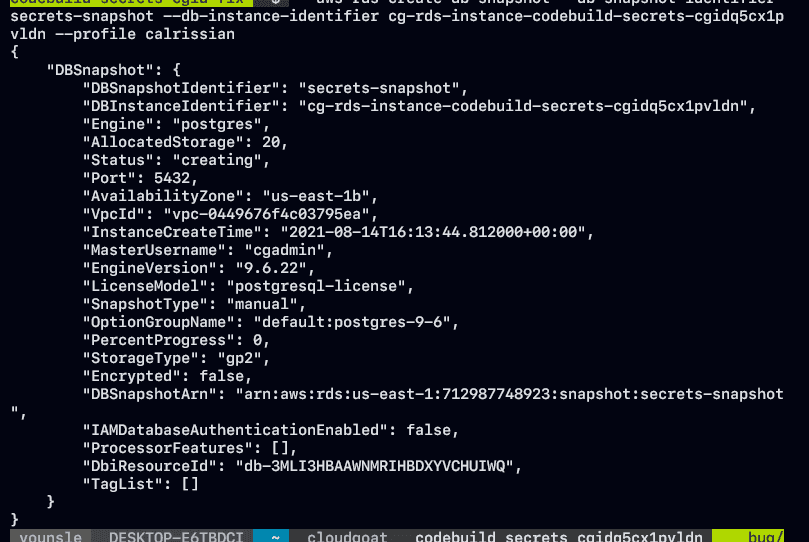 codebuild_secrets_cgid fix $ aws rds create-db-snapshot --db-snapshot-identifier
secrets-snapshot --db-instance-identifier cg-rds-instance-codebuild-secrets-cgidq5cx1p
vldn --profile calrissian
{
"DBSnapshot": {
"DBSnapshotIdentifier": "secrets-snapshot",
"DBInstanceIdentifier": "cg-rds-instance-codebuild-secrets-cgidq5cx1pvldn",
"Engine": "postgres",
"AllocatedStorage": 20,
"Status": "creating",
"Port": 5432,
"AvailabilityZone": "us-east-1b",
"VpcId": "vpc-0449676f4c03795ea",
"InstanceCreateTime": "2021-08-14T16:13:44.812000+00:00",
"MasterUsername": "cgadmin",
"EngineVersion": "9.6.22",
"LicenseModel": "postgresql-license",
"SnapshotType": "manual",
"OptionGroupName": "default:postgres-9-6",
"PercentProgress": 0,
"StorageType": "gp2",
"Encrypted": false,
"DBSnapshotArn": "arn:aws:rds:us-east-1:712987748923:snapshot:secrets-snapshot
",
"IAMDatabaseAuthenticationEnabled": false,
"ProcessorFeatures": [],
"DbiResourceId": "db-3MLI3HBAAWNMRIHBDXYVCHUIWQ",
"TagList": []
}
}
younsle DESKTOP-E6TBDCI ~ cloudgoat codebuild_secrets_cgidq5cx1pvldn bug/